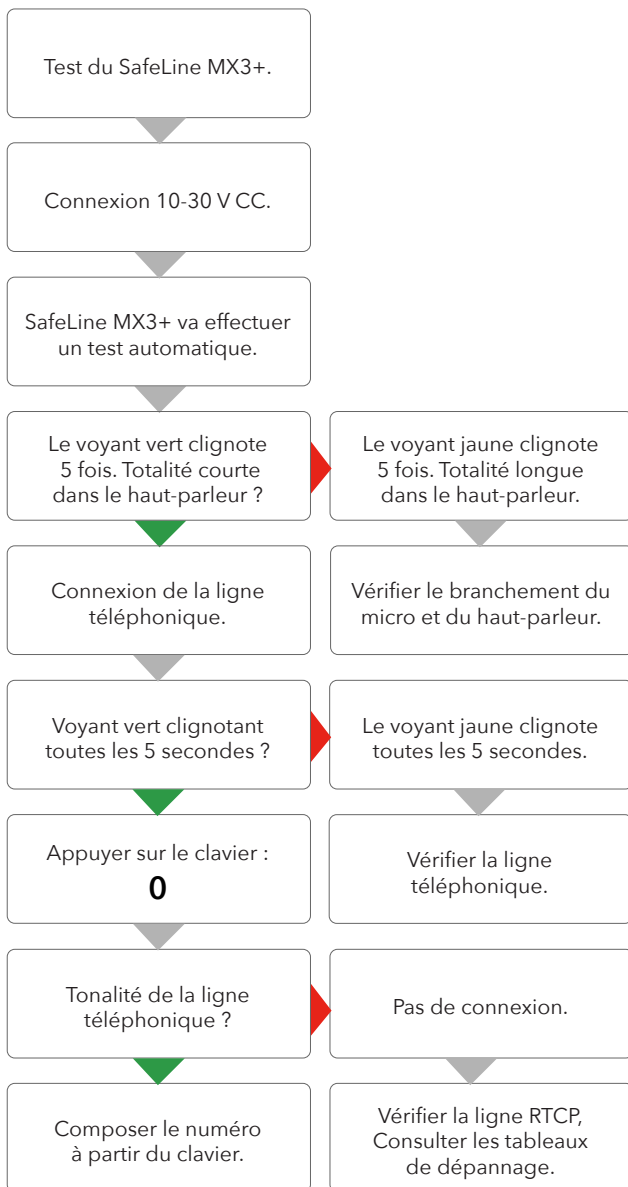 Test du SafeLine MX3+.
Connexion 10-30 V CC.
SafeLine MX3+ va effectuer
un test automatique.
Le voyant vert clignote
5 fois. Totalité courte
dans le haut-parleur ?
Le voyant jaune clignote
5 fois. Totalité longue
dans le haut-parleur.
Connexion de la ligne
téléphonique.
Vérifier le branchement du
micro et du haut-parleur.
Voyant vert clignotant
toutes les 5 secondes ?
Le voyant jaune clignote
toutes les 5 secondes.
Appuyer sur le clavier :
0
Vérifier la ligne
téléphonique.
Tonalité de la ligne
téléphonique ?
Pas de connexion.
Composer le numéro
à partir du clavier.
Vérifier la ligne RTCP,
Consulter les tableaux
de dépannage.